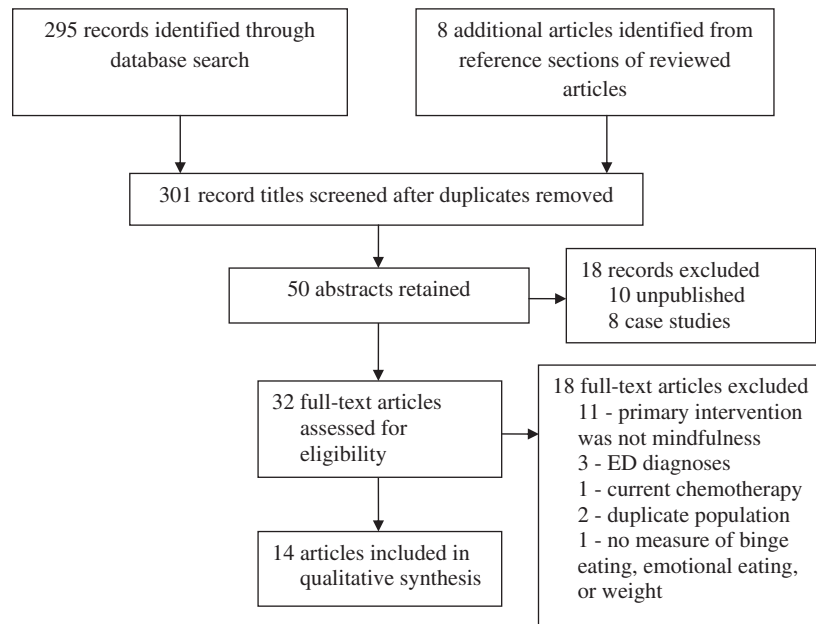 295 records identified through
database search
8 additional articles identified from
reference sections of reviewed
articles
301 record titles screened after duplicates removed
50 abstracts retained
18 records excluded
10 unpublished
8 case studies
32 full-text articles
assessed for
eligibility
18 full-text articles excluded
11 - primary intervention
was not mindfulness
3 - ED diagnoses
1 - current chemotherapy
2 - duplicate population
1 - no measure of binge
eating, emotional eating,
or weight
14 articles included in
qualitative synthesis